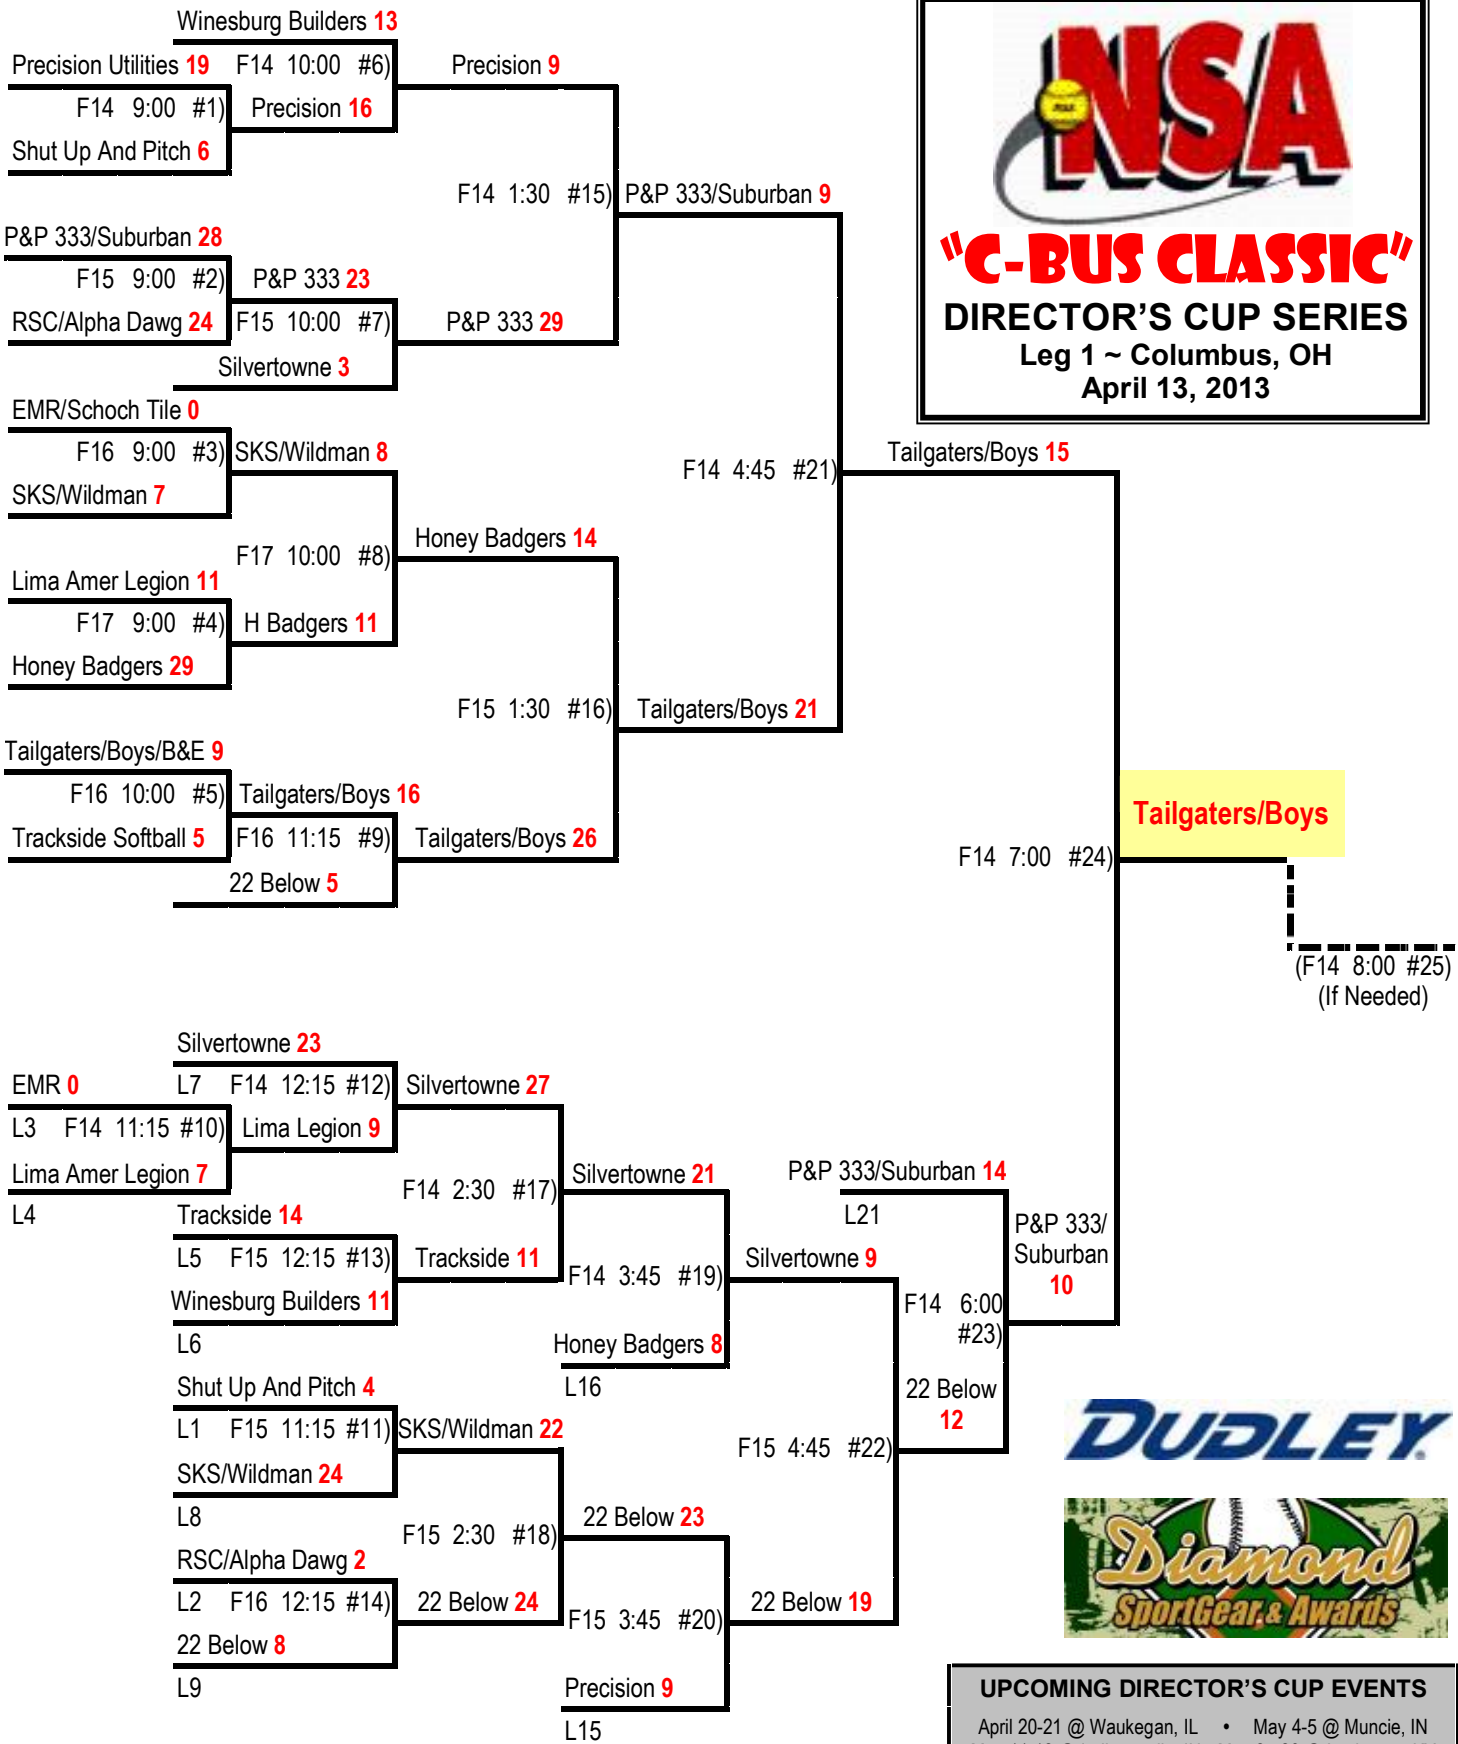 Winesburg Builders 13
Precision Utilities 19
F14 10:00 #6)
Precision 9
F14 9:00 #1)
Precision 16
Shut Up And Pitch 6
F14 1:30 #15)
P&P 333/Suburban 9
P&P 333/Suburban 28
F15 9:00 #2)
P&P 333 23
RSC/Alpha Dawg 24
F15 10:00 #7)
P&P 333 29
Silvertowne 3
EMR/Schoch Tile 0
F16 9:00 #3)
SKS/Wildman 8
SKS/Wildman 7
F14 4:45 #21)
Tailgaters/Boys 15
F17 10:00 #8)
Honey Badgers 14
Lima Amer Legion 11
F17 9:00 #4)
H Badgers 11
Honey Badgers 29
F15 1:30 #16)
Tailgaters/Boys 21
Tailgaters/Boys/B&E 9
F16 10:00 #5)
Tailgaters/Boys 16
Trackside Softball 5
F16 11:15 #9)
Tailgaters/Boys 26
22 Below 5
F14 7:00 #24)
Tailgaters/Boys
(F14 8:00 #25)
(If Needed)
NSA
"C-BUS CLASSIC"
DIRECTOR'S CUP SERIES
Leg 1 ~ Columbus, OH
April 13, 2013
Silvertowne 23
EMR 0
L7 F14 12:15 #12)
Silvertowne 27
L3 F14 11:15 #10)
Lima Legion 9
Lima Amer Legion 7
L4
F14 2:30 #17)
Silvertowne 21
Trackside 14
L5 F15 12:15 #13)
Trackside 11
Winesburg Builders 11
L6
F14 3:45 #19)
Silvertowne 9
Honey Badgers 8
L16
P&P 333/Suburban 14
L21
P&P 333/
Suburban
10
F14 6:00
#23)
22 Below
12
Shut Up And Pitch 4
L1 F15 11:15 #11)
SKS/Wildman 22
SKS/Wildman 24
L8
F15 2:30 #18)
22 Below 23
F15 4:45 #22)
RSC/Alpha Dawg 2
L2 F16 12:15 #14)
22 Below 24
22 Below 8
L9
F15 3:45 #20)
22 Below 19
Precision 9
L15
DUDLEY
Diamond
SportGear & Awards
UPCOMING DIRECTOR'S CUP EVENTS
April 20-21 @ Waukegan, IL • May 4-5 @ Muncie, IN